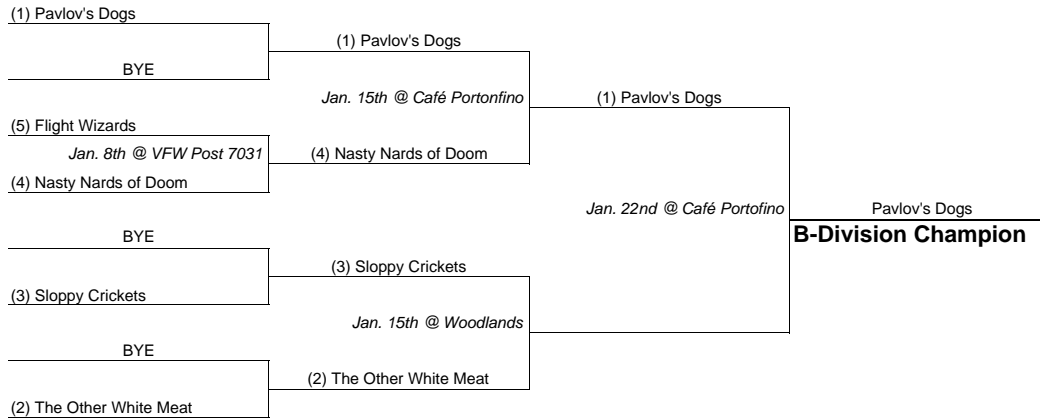 (1) Pavlov's Dogs
(1) Pavlov's Dogs
BYE
Jan. 15th @ Café Portonfino
(1) Pavlov's Dogs
(5) Flight Wizards
Jan. 8th @ VFW Post 7031
(4) Nasty Nards of Doom
(4) Nasty Nards of Doom
Jan. 22nd @ Café Portofino
Pavlov's Dogs
B-Division Champion
BYE
(3) Sloppy Crickets
(3) Sloppy Crickets
Jan. 15th @ Woodlands
BYE
(2) The Other White Meat
(2) The Other White Meat